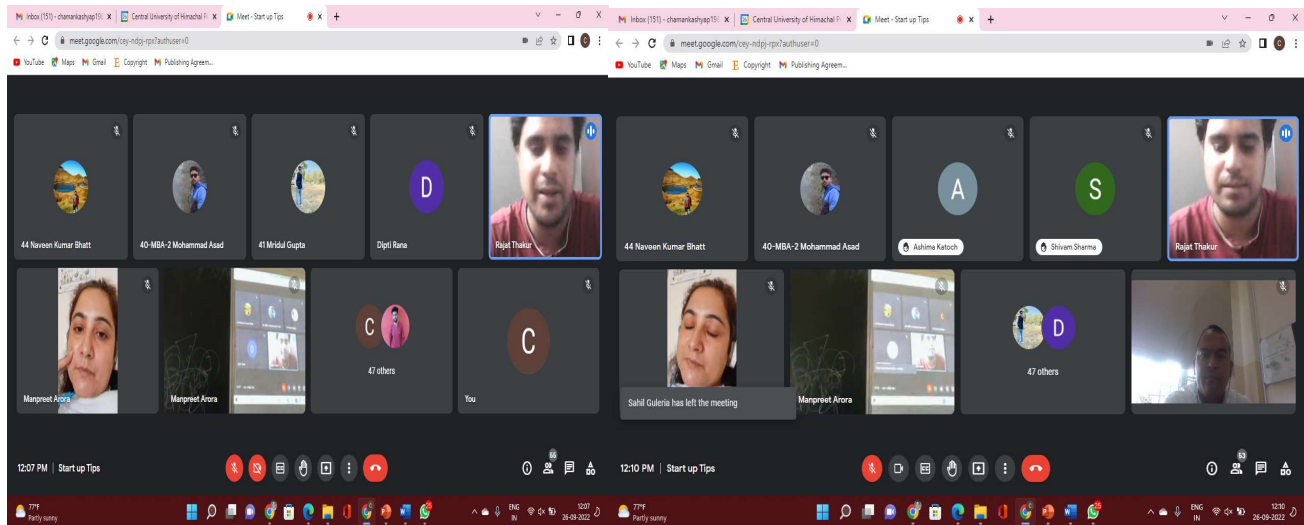 Inbox (151) - chamankashyap19
Central University of Himachal P
Meet - Start up Tips
meet.google.com/cey-ndpj-rpx?authuser=0
C
YouTube
Maps
Gmail
Copyright
Publishing Agreem...
44 Naveen Kumar Bhatt
40-MBA-2 Mohammad Asad
41 Mridul Gupta
D
Dipti Rana
Rajat Thakur
Manpreet Arora
Manpreet Arora
C
47 others
C
You
12:07 PM | Start up Tips
66
77°F
Partly sunny
ENG
IN
12:07
26-09-2022
Inbox (151) - chamankashyap19
Central University of Himachal P
Meet - Start up Tips
meet.google.com/cey-ndpj-rpx?authuser=0
C
YouTube
Maps
Gmail
Copyright
Publishing Agreem...
44 Naveen Kumar Bhatt
40-MBA-2 Mohammad Asad
A
Ashima Katoch
S
Shivam Sharma
Rajat Thakur
Sahil Guleria has left the meeting
Manpreet Arora
D
47 others
12:10 PM | Start up Tips
53
77°F
Partly sunny
ENG
IN
12:10
26-09-2022